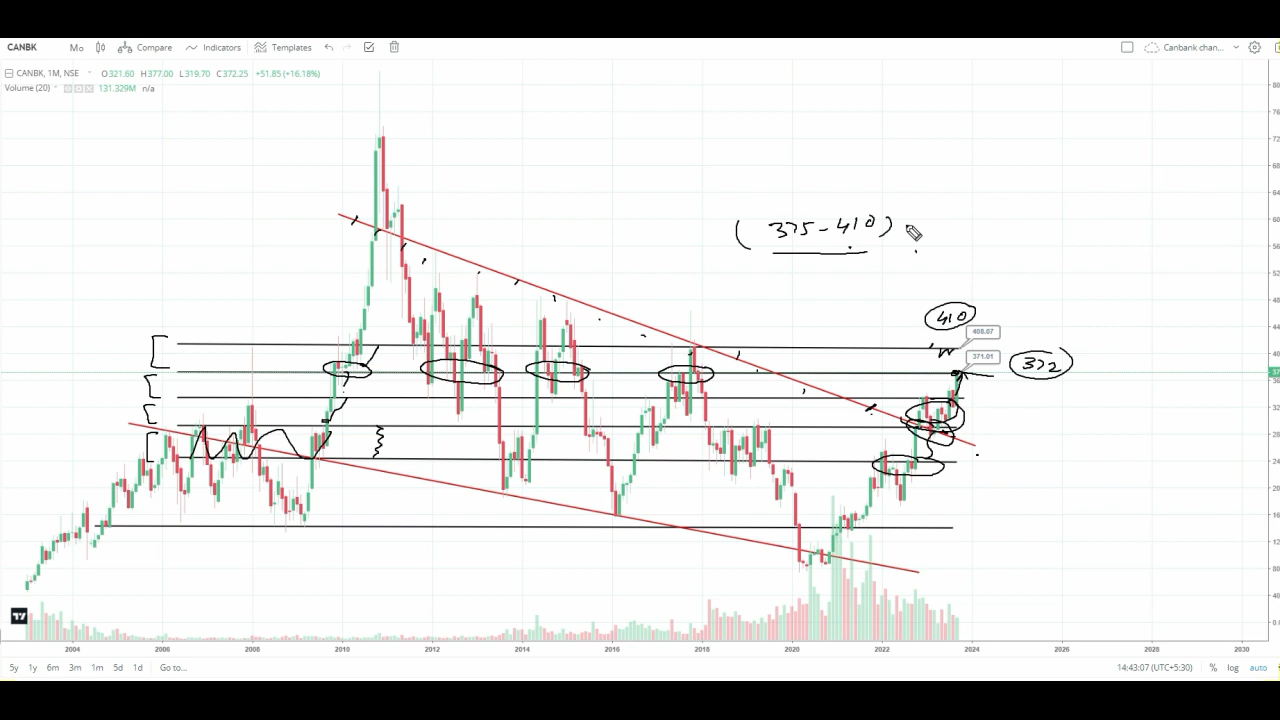 CANBK Mo Compare Indicators Templates Canbank chan...
CANBK, 1M, NSE O321.60 H377.00 L319.70 C372.25 +51.85 (+16.18%)
Volume (20) 131.329M n/a
(375-410)
410
408.07
371.01
372
2004 2006 2008 2010 2012 2014 2016 2018 2020 2022 2024 2026 2028 2030
5y 1y 6m 3m 1m 5d 1d Go to... 14:43:07 (UTC+5:30) % log auto